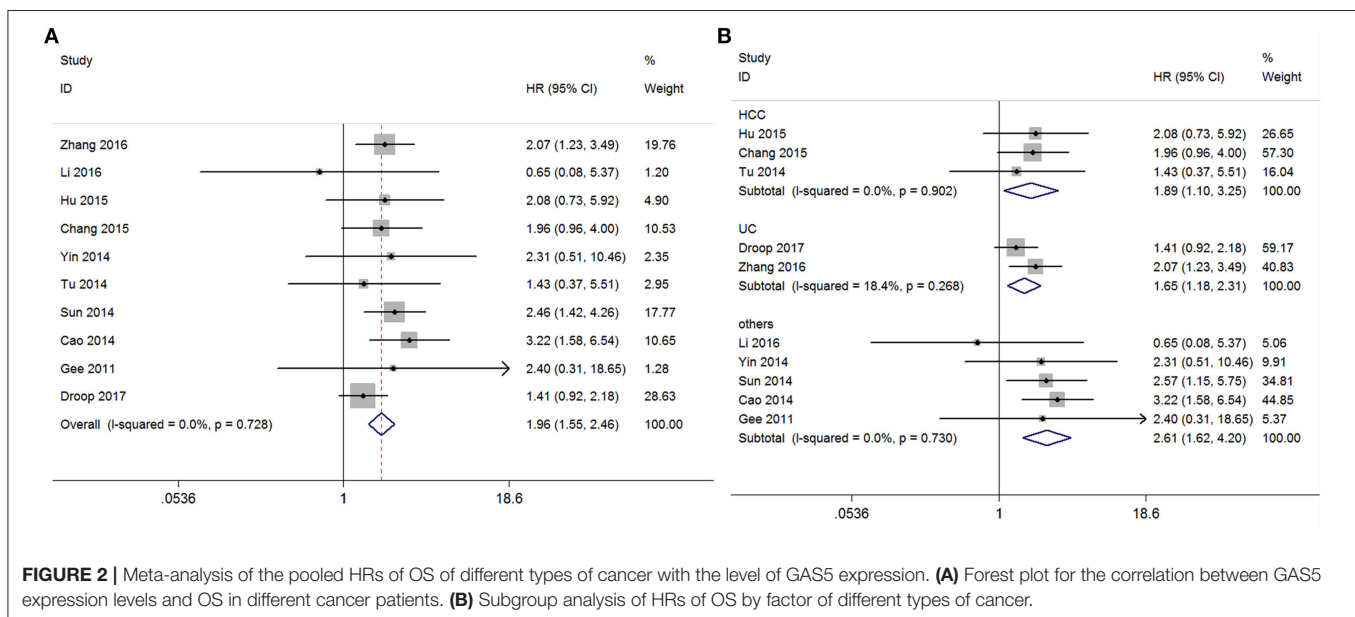 A
Study %
ID HR (95% CI) Weight
Zhang 2016 2.07 (1.23, 3.49) 19.76
Li 2016 0.65 (0.08, 5.37) 1.20
Hu 2015 2.08 (0.73, 5.92) 4.90
Chang 2015 1.96 (0.96, 4.00) 10.53
Yin 2014 2.31 (0.51, 10.46) 2.35
Tu 2014 1.43 (0.37, 5.51) 2.95
Sun 2014 2.46 (1.42, 4.26) 17.77
Cao 2014 3.22 (1.58, 6.54) 10.65
Gee 2011 2.40 (0.31, 18.65) 1.28
Droop 2017 1.41 (0.92, 2.18) 28.63
Overall (I-squared = 0.0%, p = 0.728) 1.96 (1.55, 2.46) 100.00
.0536 1 18.6
B
Study %
ID HR (95% CI) Weight
HCC
Hu 2015 2.08 (0.73, 5.92) 26.65
Chang 2015 1.96 (0.96, 4.00) 57.30
Tu 2014 1.43 (0.37, 5.51) 16.04
Subtotal (I-squared = 0.0%, p = 0.902) 1.89 (1.10, 3.25) 100.00
UC
Droop 2017 1.41 (0.92, 2.18) 59.17
Zhang 2016 2.07 (1.23, 3.49) 40.83
Subtotal (I-squared = 18.4%, p = 0.268) 1.65 (1.18, 2.31) 100.00
others
Li 2016 0.65 (0.08, 5.37) 5.06
Yin 2014 2.31 (0.51, 10.46) 9.91
Sun 2014 2.57 (1.15, 5.75) 34.81
Cao 2014 3.22 (1.58, 6.54) 44.85
Gee 2011 2.40 (0.31, 18.65) 5.37
Subtotal (I-squared = 0.0%, p = 0.730) 2.61 (1.62, 4.20) 100.00
.0536 1 18.6
FIGURE 2 | Meta-analysis of the pooled HRs of OS of different types of cancer with the level of GAS5 expression. (A) Forest plot for the correlation between GAS5
expression levels and OS in different cancer patients. (B) Subgroup analysis of HRs of OS by factor of different types of cancer.